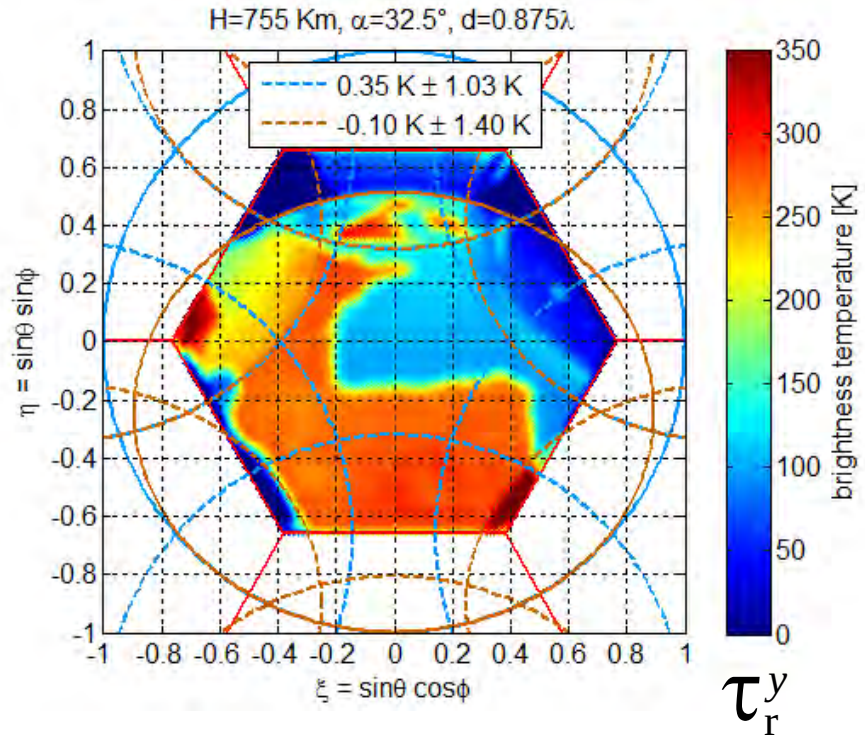 H=755 Km, α=32.5°, d=0.875λ
0.35 K ± 1.03 K
-0.10 K ± 1.40 K
1
0.8
0.6
0.4
0.2
0
-0.2
-0.4
-0.6
-0.8
-1
η = sinθ sinϕ
-1 -0.8 -0.6 -0.4 -0.2 0 0.2 0.4 0.6 0.8 1
ξ = sinθ cosϕ
350
300
250
200
150
100
50
0
brightness temperature [K]
τ_r^y